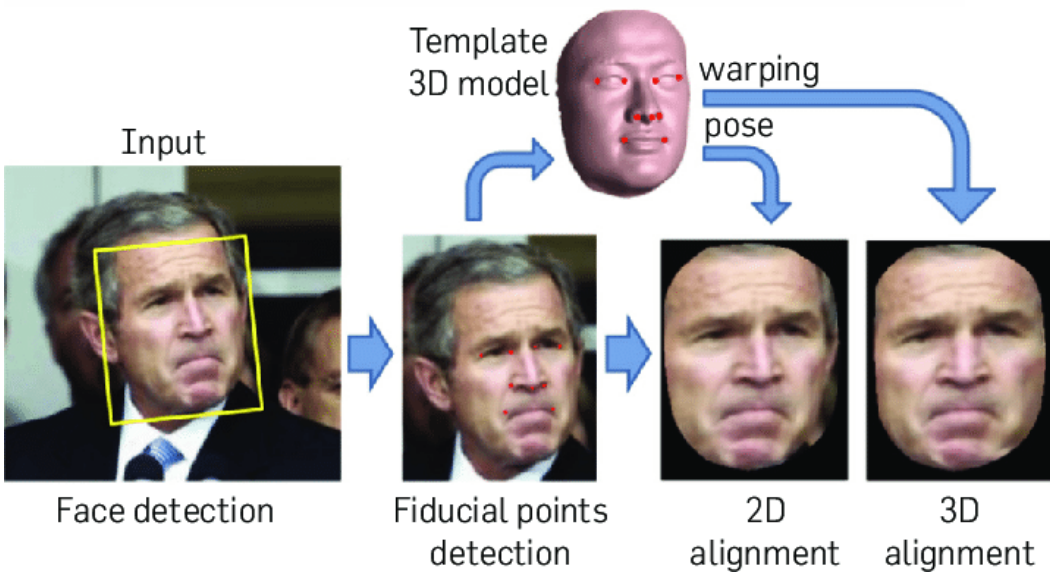 Template
3D model
warping
pose
Input
Face detection
Fiducial points
detection
2D
alignment
3D
alignment